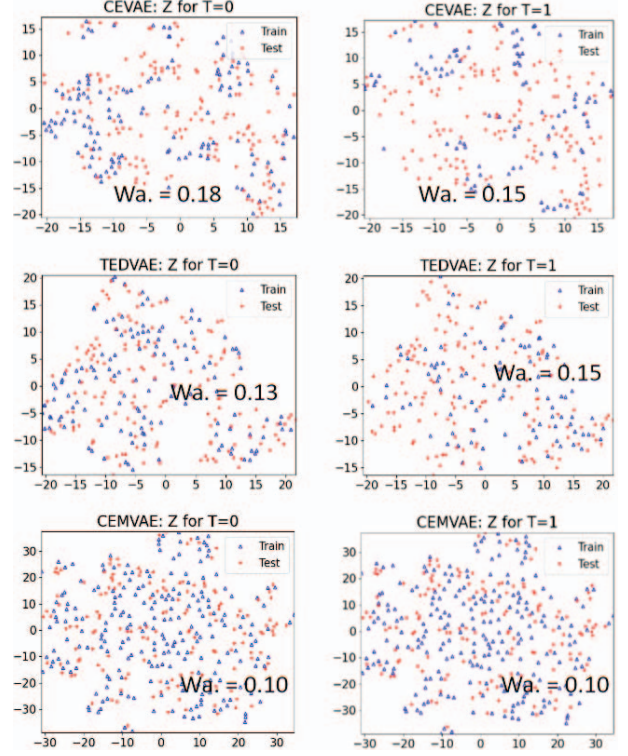 CEVAE: Z for T=0
Train
Test
15
10
5
0
−5
−10
−15
−20
Wa. = 0.18
−20 −15 −10 −5 0 5 10 15
CEVAE: Z for T=1
Train
Test
15
10
5
0
−5
−10
−15
−20
Wa. = 0.15
−20 −15 −10 −5 0 5 10 15
TEDVAE: Z for T=0
Train
Test
20
15
10
5
0
−5
−10
−15
Wa. = 0.13
−20 −15 −10 −5 0 5 10 15 20
TEDVAE: Z for T=1
Train
Test
20
15
10
5
0
−5
−10
−15
Wa. = 0.15
−20 −15 −10 −5 0 5 10 15 20
CEMVAE: Z for T=0
Train
Test
30
20
10
0
−10
−20
−30
Wa. = 0.10
−30 −20 −10 0 10 20 30
CEMVAE: Z for T=1
Train
Test
30
20
10
0
−10
−20
−30
Wa. = 0.10
−30 −20 −10 0 10 20 30